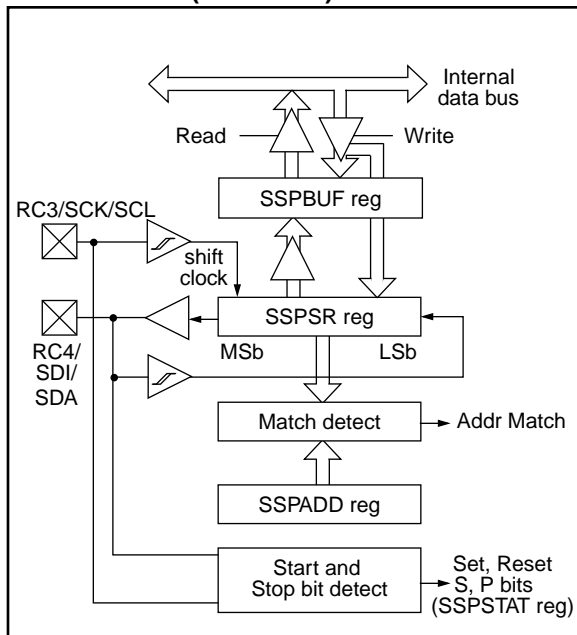 Internal
data bus
Read
Write
SSPBUF reg
RC3/SCK/SCL
shift
clock
SSPSR reg
MSb
LSb
RC4/
SDI/
SDA
Match detect
Addr Match
SSPADD reg
Start and
Stop bit detect
Set, Reset
S, P bits
(SSPSTAT reg)